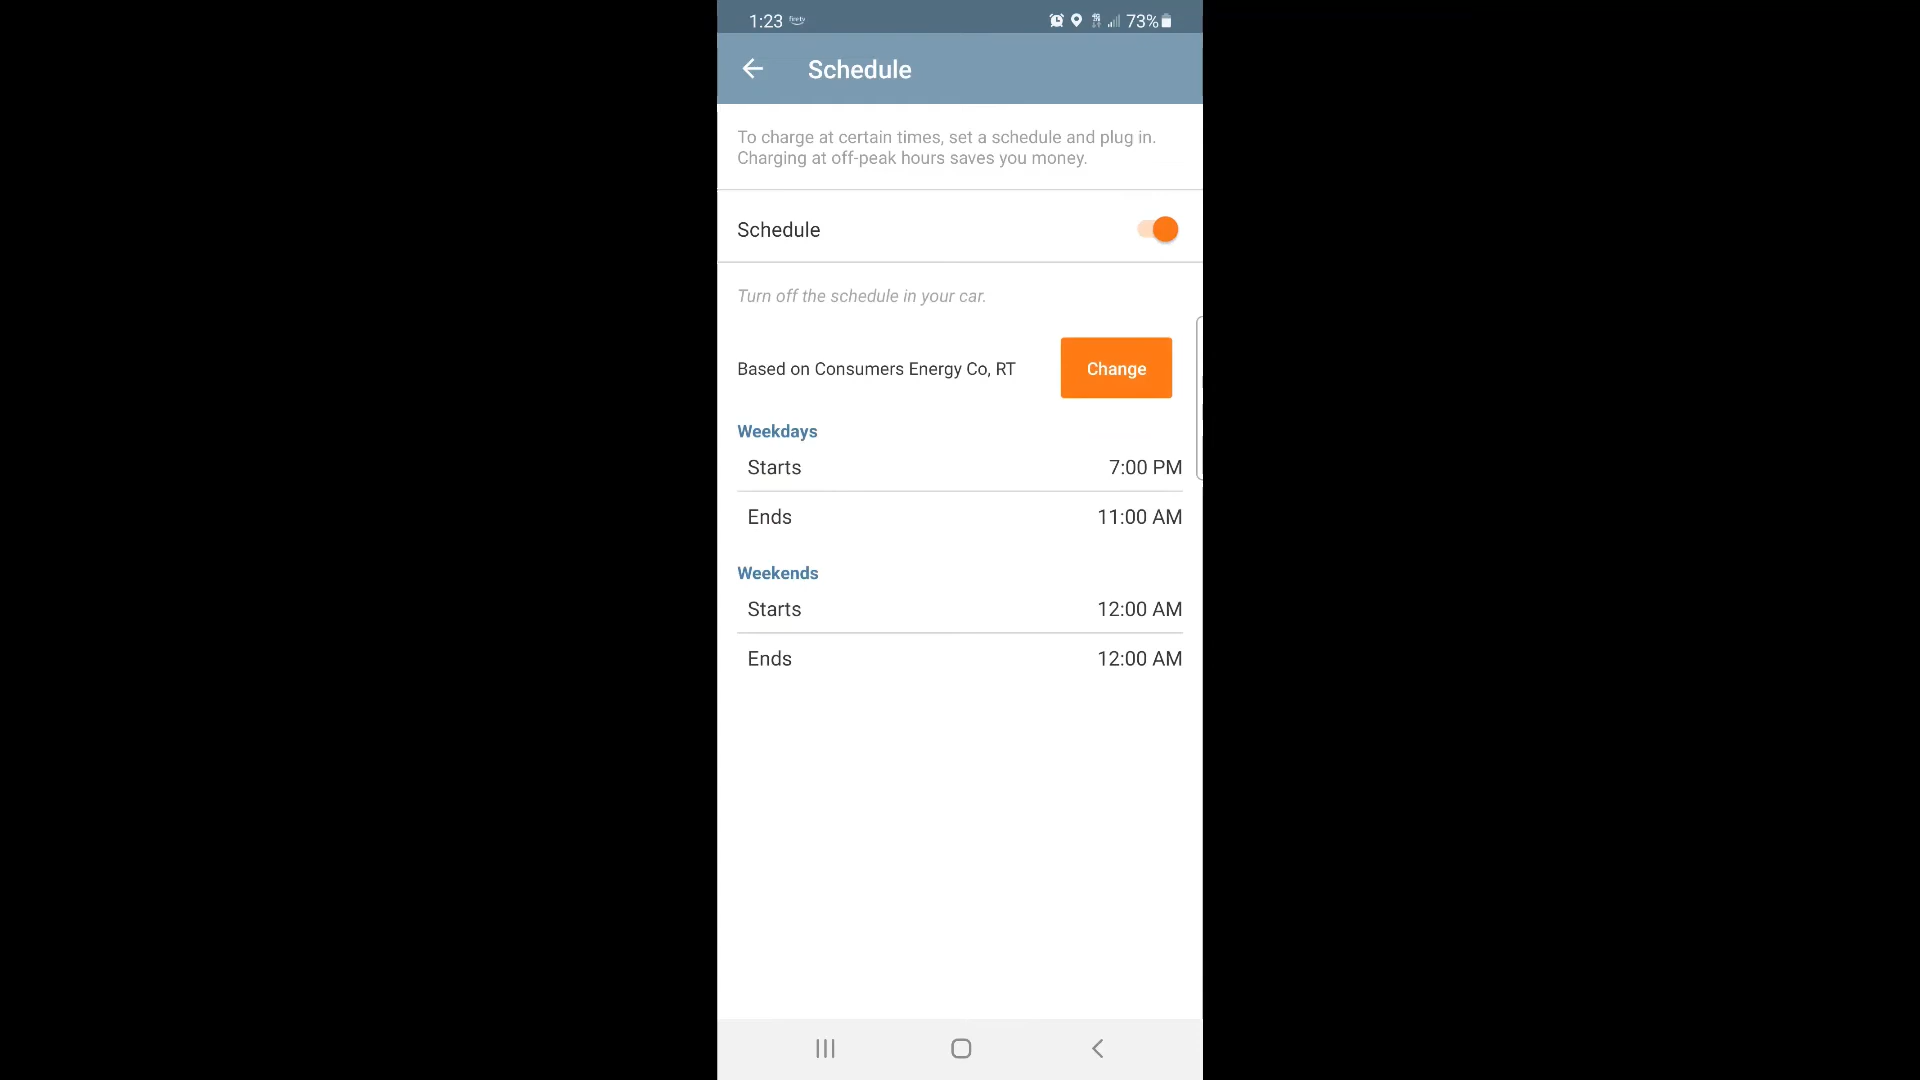 1:23
73%
Schedule
To charge at certain times, set a schedule and plug in.
Charging at off-peak hours saves you money.
Schedule
Turn off the schedule in your car.
Based on Consumers Energy Co, RT
Change
Weekdays
Starts
7:00 PM
Ends
11:00 AM
Weekends
Starts
12:00 AM
Ends
12:00 AM